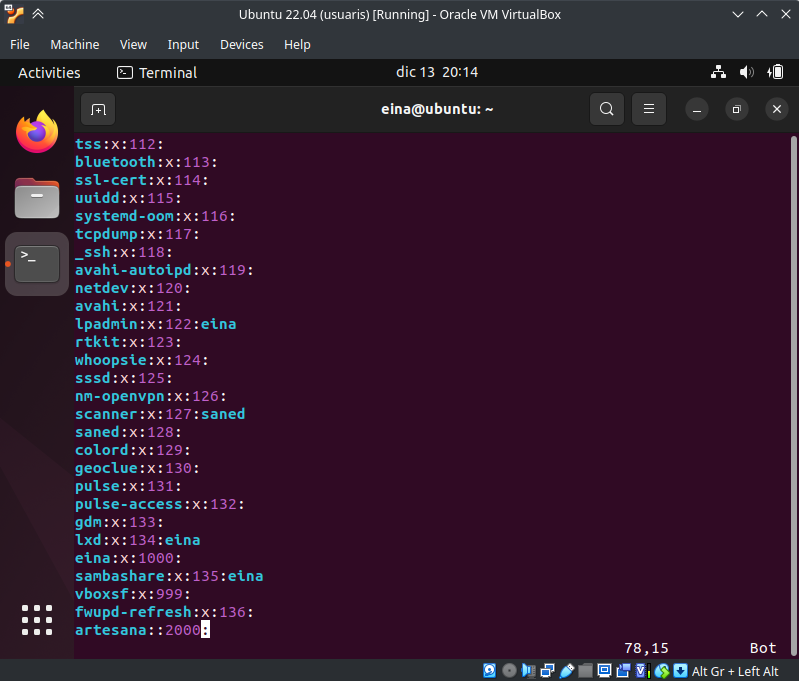 Ubuntu 22.04 (usuaris) [Running] - Oracle VM VirtualBox
File Machine View Input Devices Help
Activities Terminal dic 13 20:14
eina@ubuntu: ~
tss:x:112:
bluetooth:x:113:
ssl-cert:x:114:
uuidd:x:115:
systemd-oom:x:116:
tcpdump:x:117:
_ssh:x:118:
avahi-autoipd:x:119:
netdev:x:120:
avahi:x:121:
lpadmin:x:122:eina
rtkit:x:123:
whoopsie:x:124:
sssd:x:125:
nm-openvpn:x:126:
scanner:x:127:saned
saned:x:128:
colord:x:129:
geoclue:x:130:
pulse:x:131:
pulse-access:x:132:
gdm:x:133:
lxd:x:134:eina
eina:x:1000:
sambashare:x:135:eina
vboxsf:x:999:
fwupd-refresh:x:136:
artesana::2000:
78,15 Bot
Alt Gr + Left Alt